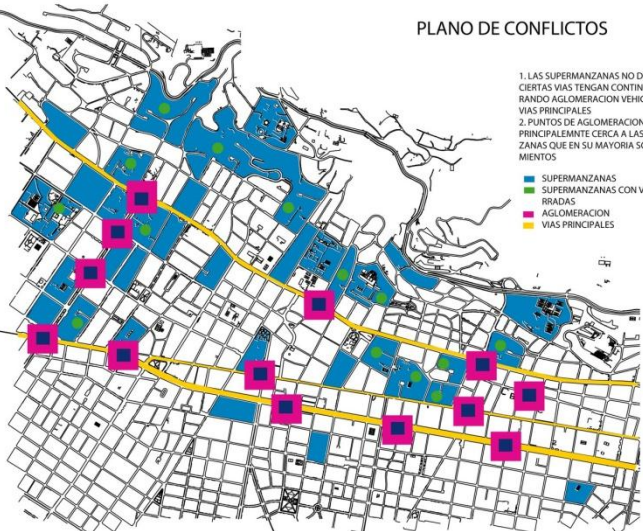 PLANO DE CONFLICTOS
1. LAS SUPERMANZANAS NO D
CIERTAS VIAS TENGAN CONTIN
RANDO AGLOMERACION VEHIC
VIAS PRINCIPALES
2. PUNTOS DE AGLOMERACION
PRINCIPALEMNTE CERCA A LAS
ZANAS QUE EN SU MAYORIA SO
MIENTOS
SUPERMANZANAS
SUPERMANZANAS CON V
RRADAS
AGLOMERACION
VIAS PRINCIPALES